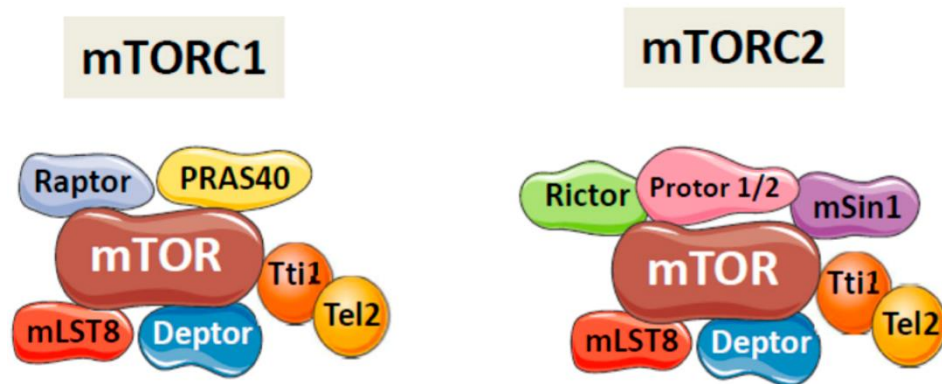 mTORC1
mTORC2
Raptor
PRAS40
mTOR
Tti1
Tel2
mLST8
Deptor
Rictor
Protor 1/2
mSin1
mTOR
Tti1
Tel2
mLST8
Deptor